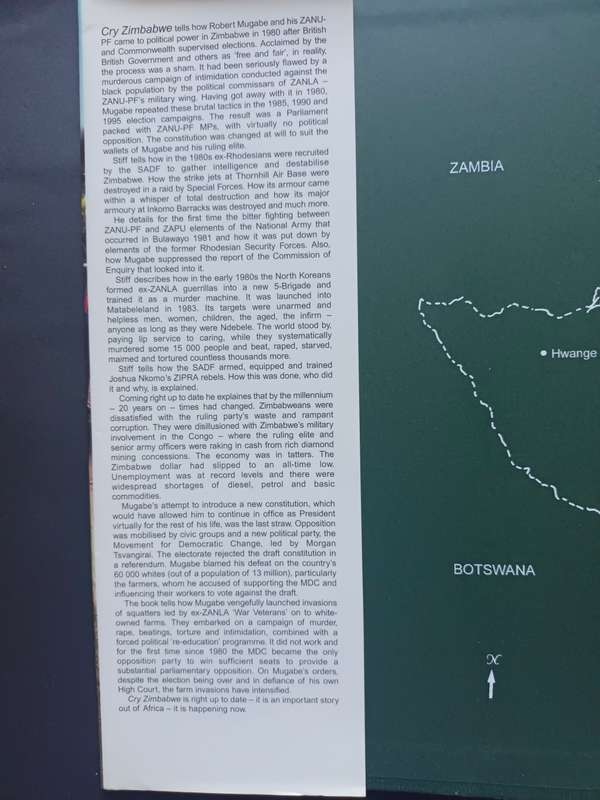 Cry Zimbabwe tells how Robert Mugabe and his ZANU-
PF came to political power in Zimbabwe in 1980 after British
and Commonwealth supervised elections. Acclaimed by the
British Government and others as ‘free and fair’, in reality,
the process was a sham. It had been seriously flawed by a
murderous campaign of intimidation conducted against the
black population by the political commissars of ZANLA –
ZANU-PF’s military wing. Having got away with it in 1980,
Mugabe repeated these brutal tactics in the 1985, 1990 and
1995 election campaigns. The result was a Parliament
packed with ZANU-PF MPs, with virtually no political
opposition. The constitution was changed at will to suit the
wallets of Mugabe and his ruling elite.
Stiff tells how in the 1980s ex-Rhodesians were recruited
by the SADF to gather intelligence and destabilise
Zimbabwe. How the strike jets at Thornhill Air Base were
destroyed in a raid by Special Forces. How its armour came
within a whisper of total destruction and how its major
armoury at Inkomo Barracks was destroyed and much more.
He details for the first time the bitter fighting between
ZANU-PF and ZAPU elements of the National Army that
occurred in Bulawayo 1981 and how it was put down by
elements of the former Rhodesian Security Forces. Also,
how Mugabe suppressed the report of the Commission of
Enquiry that looked into it.
Stiff describes how in the early 1980s the North Koreans
formed ex-ZANLA guerrillas into a new 5-Brigade and
trained it as a murder machine. It was launched into
Matabeleland in 1983. Its targets were unarmed and
helpless men, women, children, the aged, the infirm –
anyone as long as they were Ndebele. The world stood by,
paying lip service to caring, while they systematically
murdered some 15 000 people and beat, raped, starved,
maimed and tortured countless thousands more.
Stiff tells how the SADF armed, equipped and trained
Joshua Nkomo’s ZIPRA rebels. How this was done, who did
it and why, is explained.
Coming right up to date he explaines that by the millennium
– 20 years on – times had changed. Zimbabweans were
dissatisfied with the ruling party’s waste and rampant
corruption. They were disillusioned with Zimbabwe’s military
involvement in the Congo – where the ruling elite and
senior army officers were raking in cash from rich diamond
mining concessions. The economy was in tatters. The
Zimbabwe dollar had slipped to an all-time low.
Unemployment was at record levels and there were
widespread shortages of diesel, petrol and basic
commodities.
Mugabe’s attempt to introduce a new constitution, which
would have allowed him to continue in office as President
virtually for the rest of his life, was the last straw. Opposition
was mobilised by civic groups and a new political party, the
Movement for Democratic Change, led by Morgan
Tsvangirai. The electorate rejected the draft constitution in
a referendum. Mugabe blamed his defeat on the country’s
60 000 whites (out of a population of 13 million), particularly
the farmers, whom he accused of supporting the MDC and
influencing their workers to vote against the draft.
The book tells how Mugabe vengefully launched invasions
of squatters led by ex-ZANLA ‘War Veterans’ on to white-
owned farms. They embarked on a campaign of murder,
rape, beatings, torture and intimidation, combined with a
forced political ‘re-education’ programme. It did not work and
for the first time since 1980 the MDC became the only
opposition party to win sufficient seats to provide a
substantial parliamentary opposition. On Mugabe’s orders,
despite the election being over and in defiance of his own
High Court, the farm invasions have intensified.
Cry Zimbabwe is right up to date – it is an important story
out of Africa – it is happening now.
ZAMBIA
Hwange
BOTSWANA
N